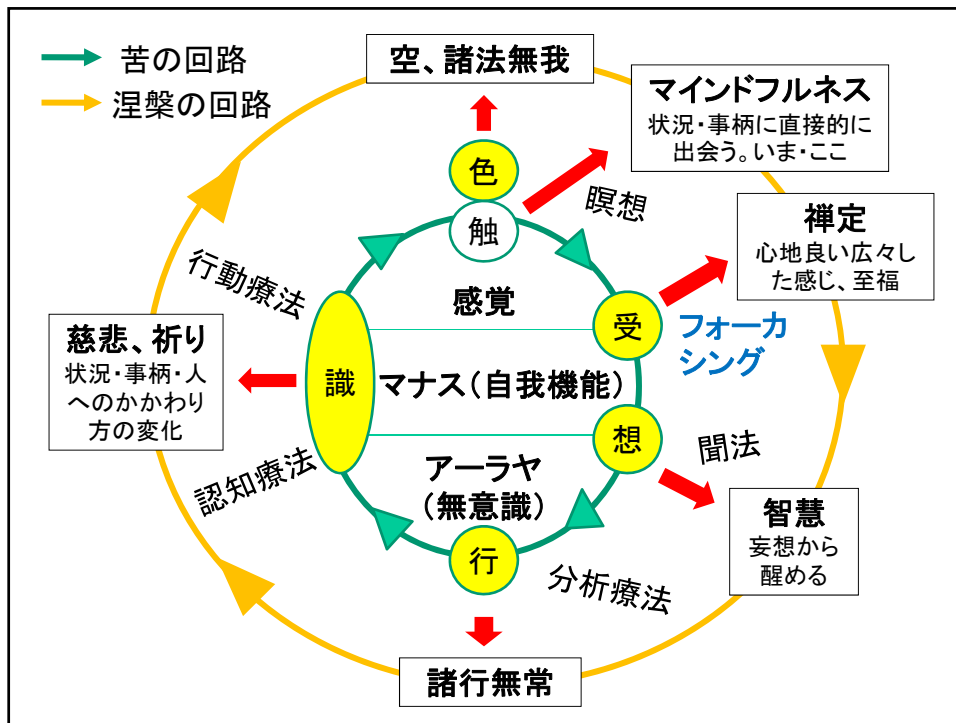 苦の回路
涅槃の回路
空、諸法無我
マインドフルネス
状況・事柄に直接的に
出会う。いま・ここ
色
触
瞑想
禅定
心地良い広々し
た感じ、至福
行動療法
感覚
受
フォーカ
シング
慈悲、祈り
状況・事柄・人
へのかかわり
方の変化
識
マナス(自我機能)
想
聞法
認知療法
アーラヤ
(無意識)
智慧
妄想から
醒める
行
分析療法
諸行無常